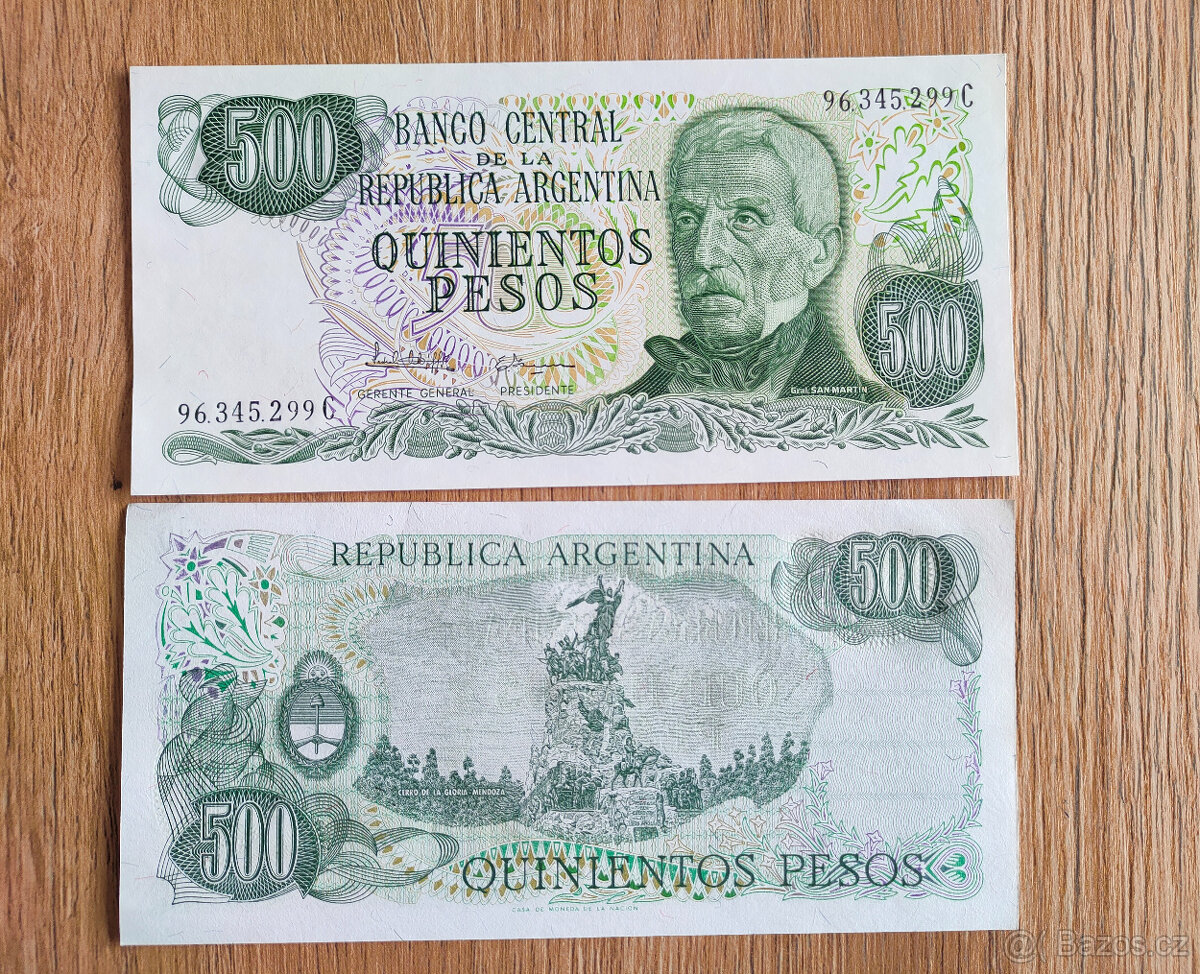 500
96.345.299 C
BANCO CENTRAL
DE LA
REPUBLICA ARGENTINA
QUINIENTOS
PESOS
500
GERENTE GENERAL PRESIDENTE
Gral. SAN MARTIN
96.345.299 C
REPUBLICA ARGENTINA
500
CERRO DE LA GLORIA-MENDOZA
500
QUINIENTOS PESOS
CASA DE MONEDA DE LA NACION
@ Bazos.cz